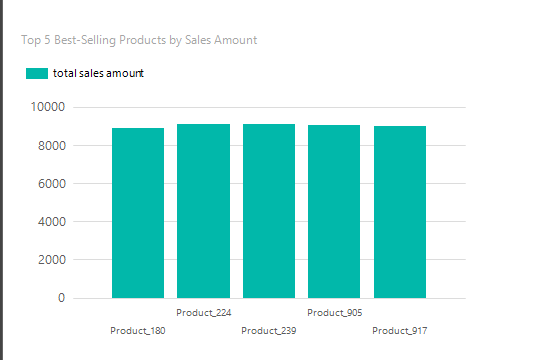 Top 5 Best-Selling Products by Sales Amount
total sales amount
10000
8000
6000
4000
2000
0
Product_224 Product_905
Product_180 Product_239 Product_917